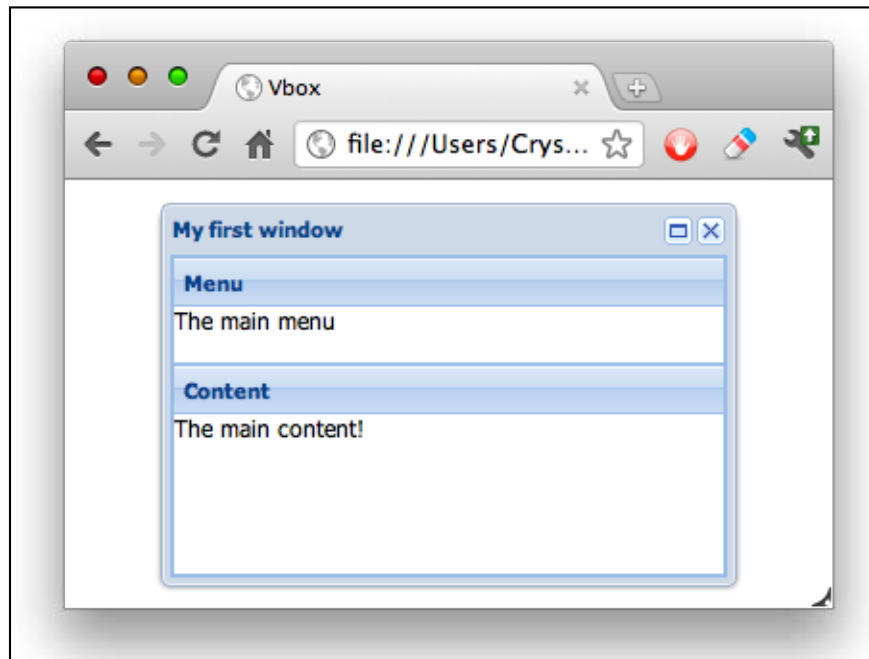 Vbox
file:///Users/Crys...
My first window
Menu
The main menu
Content
The main content!